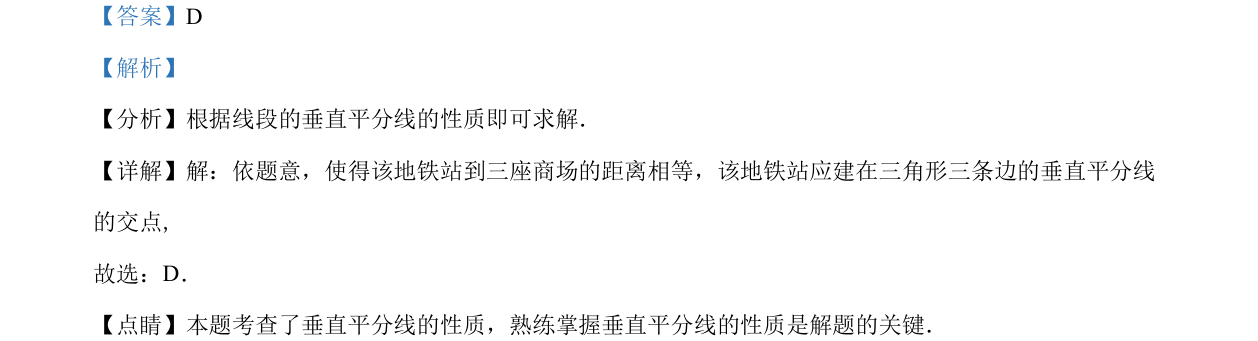 【答案】D
【解析】
【分析】根据线段的垂直平分线的性质即可求解．
【详解】解：依题意，使得该地铁站到三座商场的距离相等，该地铁站应建在三角形三条边的垂直平分线
的交点,
故选：D．
【点睛】本题考查了垂直平分线的性质，熟练掌握垂直平分线的性质是解题的关键．